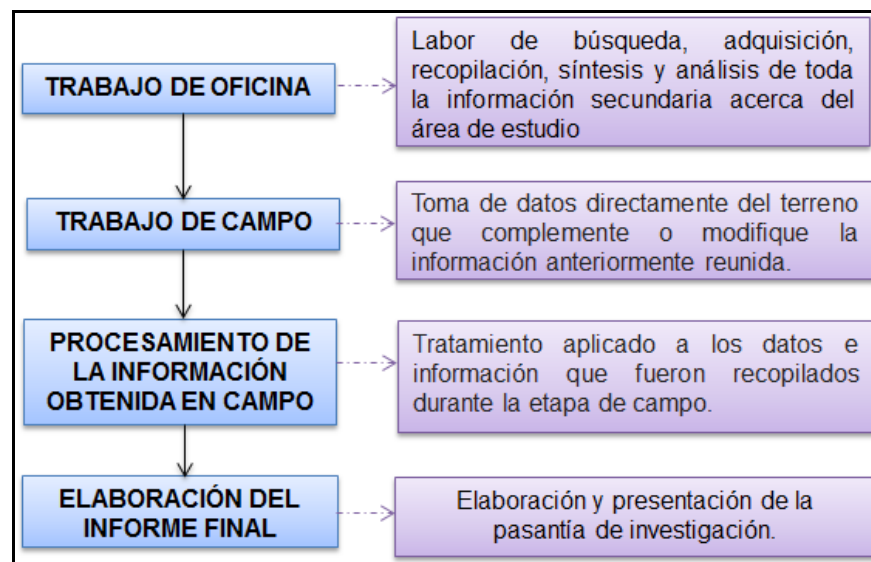 TRABAJO DE OFICINA
Labor de búsqueda, adquisición,
recopilación, síntesis y análisis de toda
la información secundaria acerca del
área de estudio
TRABAJO DE CAMPO
Toma de datos directamente del terreno
que complemente o modifique la
información anteriormente reunida.
PROCESAMIENTO DE
LA INFORMACIÓN
OBTENIDA EN CAMPO
Tratamiento aplicado a los datos e
información que fueron recopilados
durante la etapa de campo.
ELABORACIÓN DEL
INFORME FINAL
Elaboración y presentación de la
pasantía de investigación.